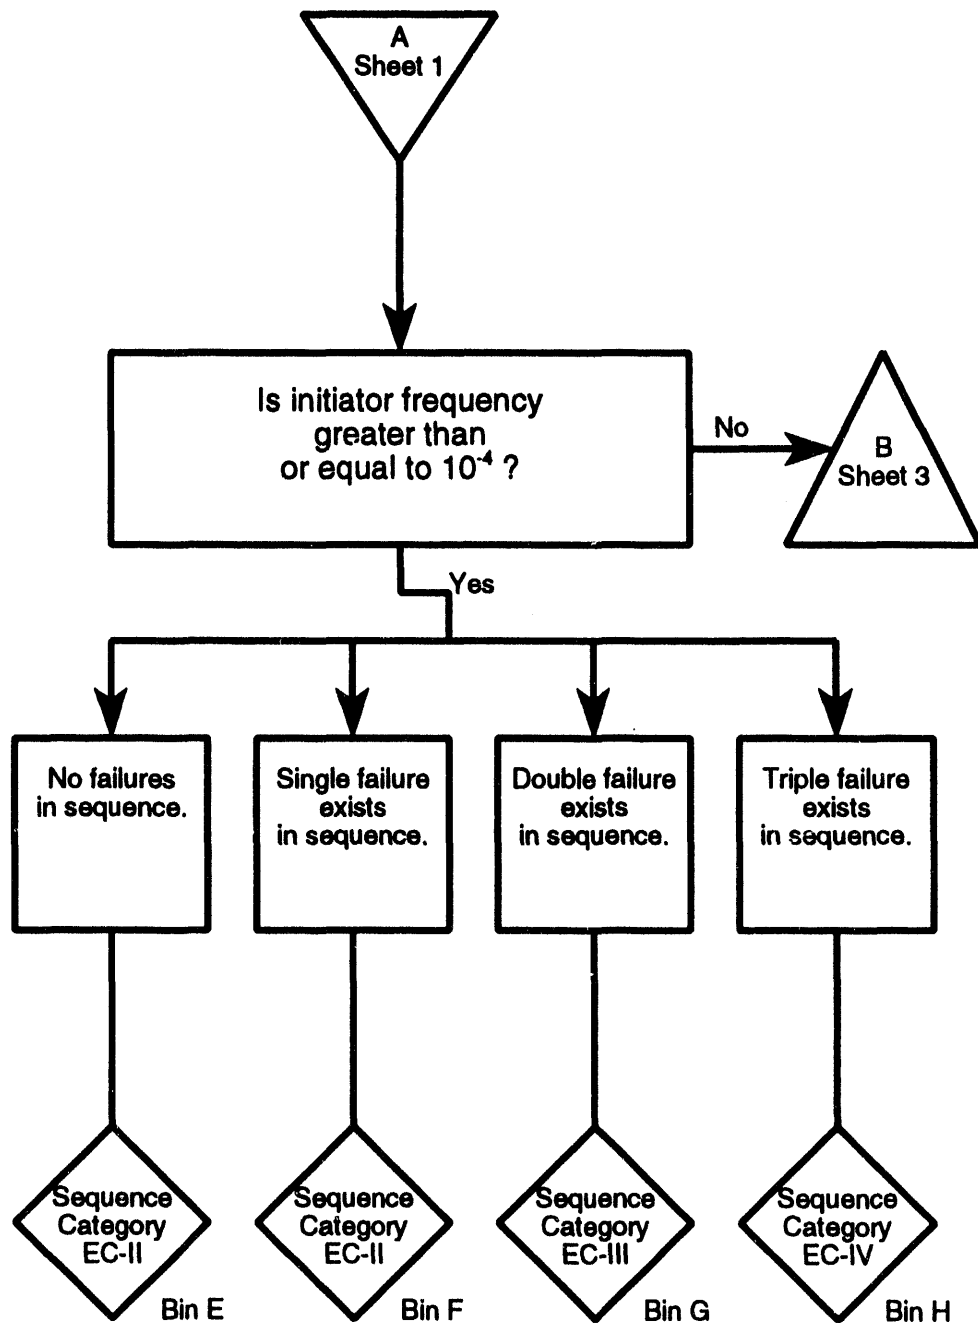 A
Sheet 1
Is initiator frequency
greater than
or equal to 10⁻⁴ ?
No
B
Sheet 3
Yes
No failures
in sequence.
Single failure
exists
in sequence.
Double failure
exists
in sequence.
Triple failure
exists
in sequence.
Sequence
Category
EC-II
Bin E
Sequence
Category
EC-II
Bin F
Sequence
Category
EC-III
Bin G
Sequence
Category
EC-IV
Bin H